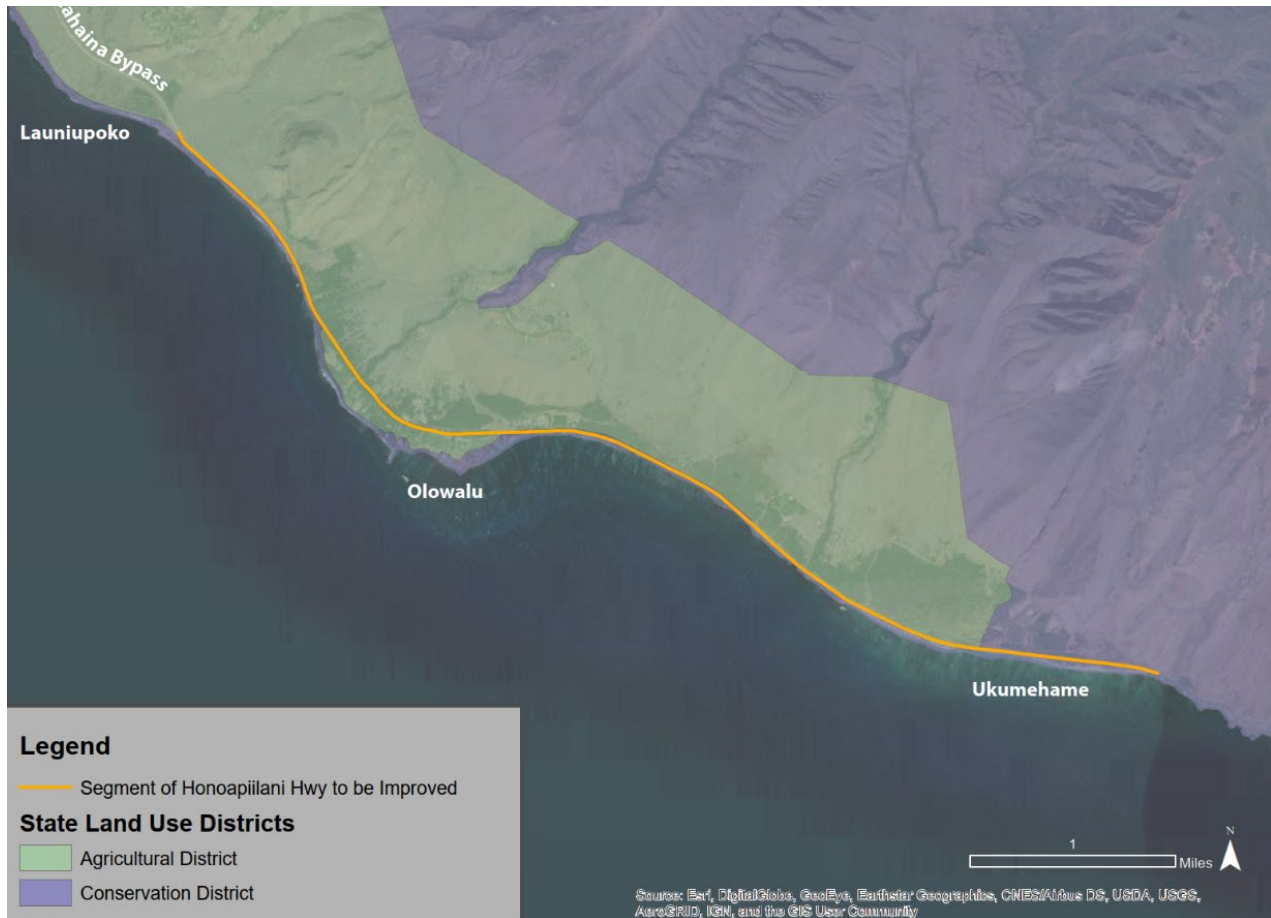 ahaina Bypass
Launiupoko
Olowalu
Ukumehame
Legend
Segment of Honoapiilani Hwy to be Improved
State Land Use Districts
Agricultural District
Conservation District
1
Miles
N
Source: Esri, DigitalGlobe, GeoEye, Earthstar Geographics, CNES/Airbus DS, USDA, USGS,
AeroGRID, IGN, and the GIS User Community